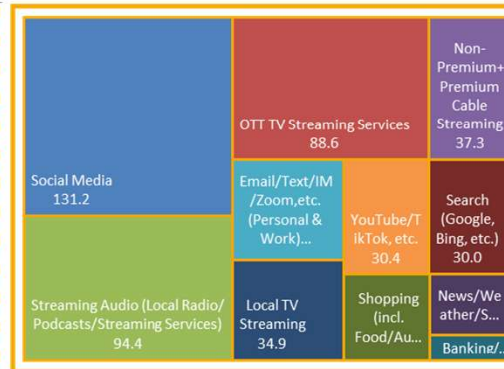 Social Media
131.2
Streaming Audio (Local Radio/
Podcasts/Streaming Services)
94.4
OTT TV Streaming Services
88.6
Email/Text/IM
/Zoom,etc.
(Personal &
Work)...
Local TV
Streaming
34.9
YouTube/T
ikTok, etc.
30.4
Shopping
(incl.
Food/Au...
Non-
Premium+
Premium
Cable
Streaming
37.3
Search
(Google,
Bing, etc.)
30.0
News/We
ather/S...
Banking/...